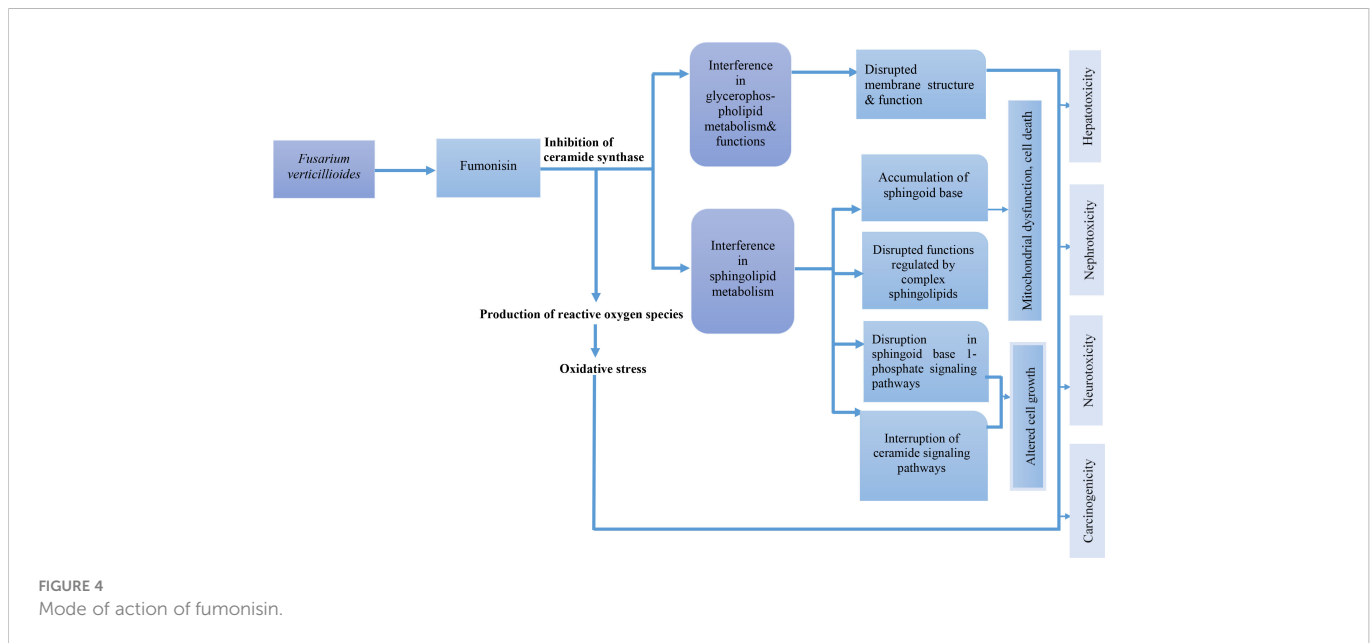 Fusarium
verticillioides
Fumonisin
Inhibition of
ceramide synthase
Production of reactive oxygen species
Oxidative stress
Interference
in
glycerophos-
pholipid
metabolism&
functions
Interference
in
sphingolipid
metabolism
Disrupted
membrane structure
& function
Accumulation of
sphingoid base
Disrupted functions
regulated by
complex
sphingolipids
Disruption in
sphingoid base 1-
phosphate signaling
pathways
Interruption of
ceramide signaling
pathways
Mitochondrial dysfunction, cell death
Altered cell growth
Hepatotoxicity
Nephrotoxicity
Neurotoxicity
Carcinogenicity
FIGURE 4
Mode of action of fumonisin.